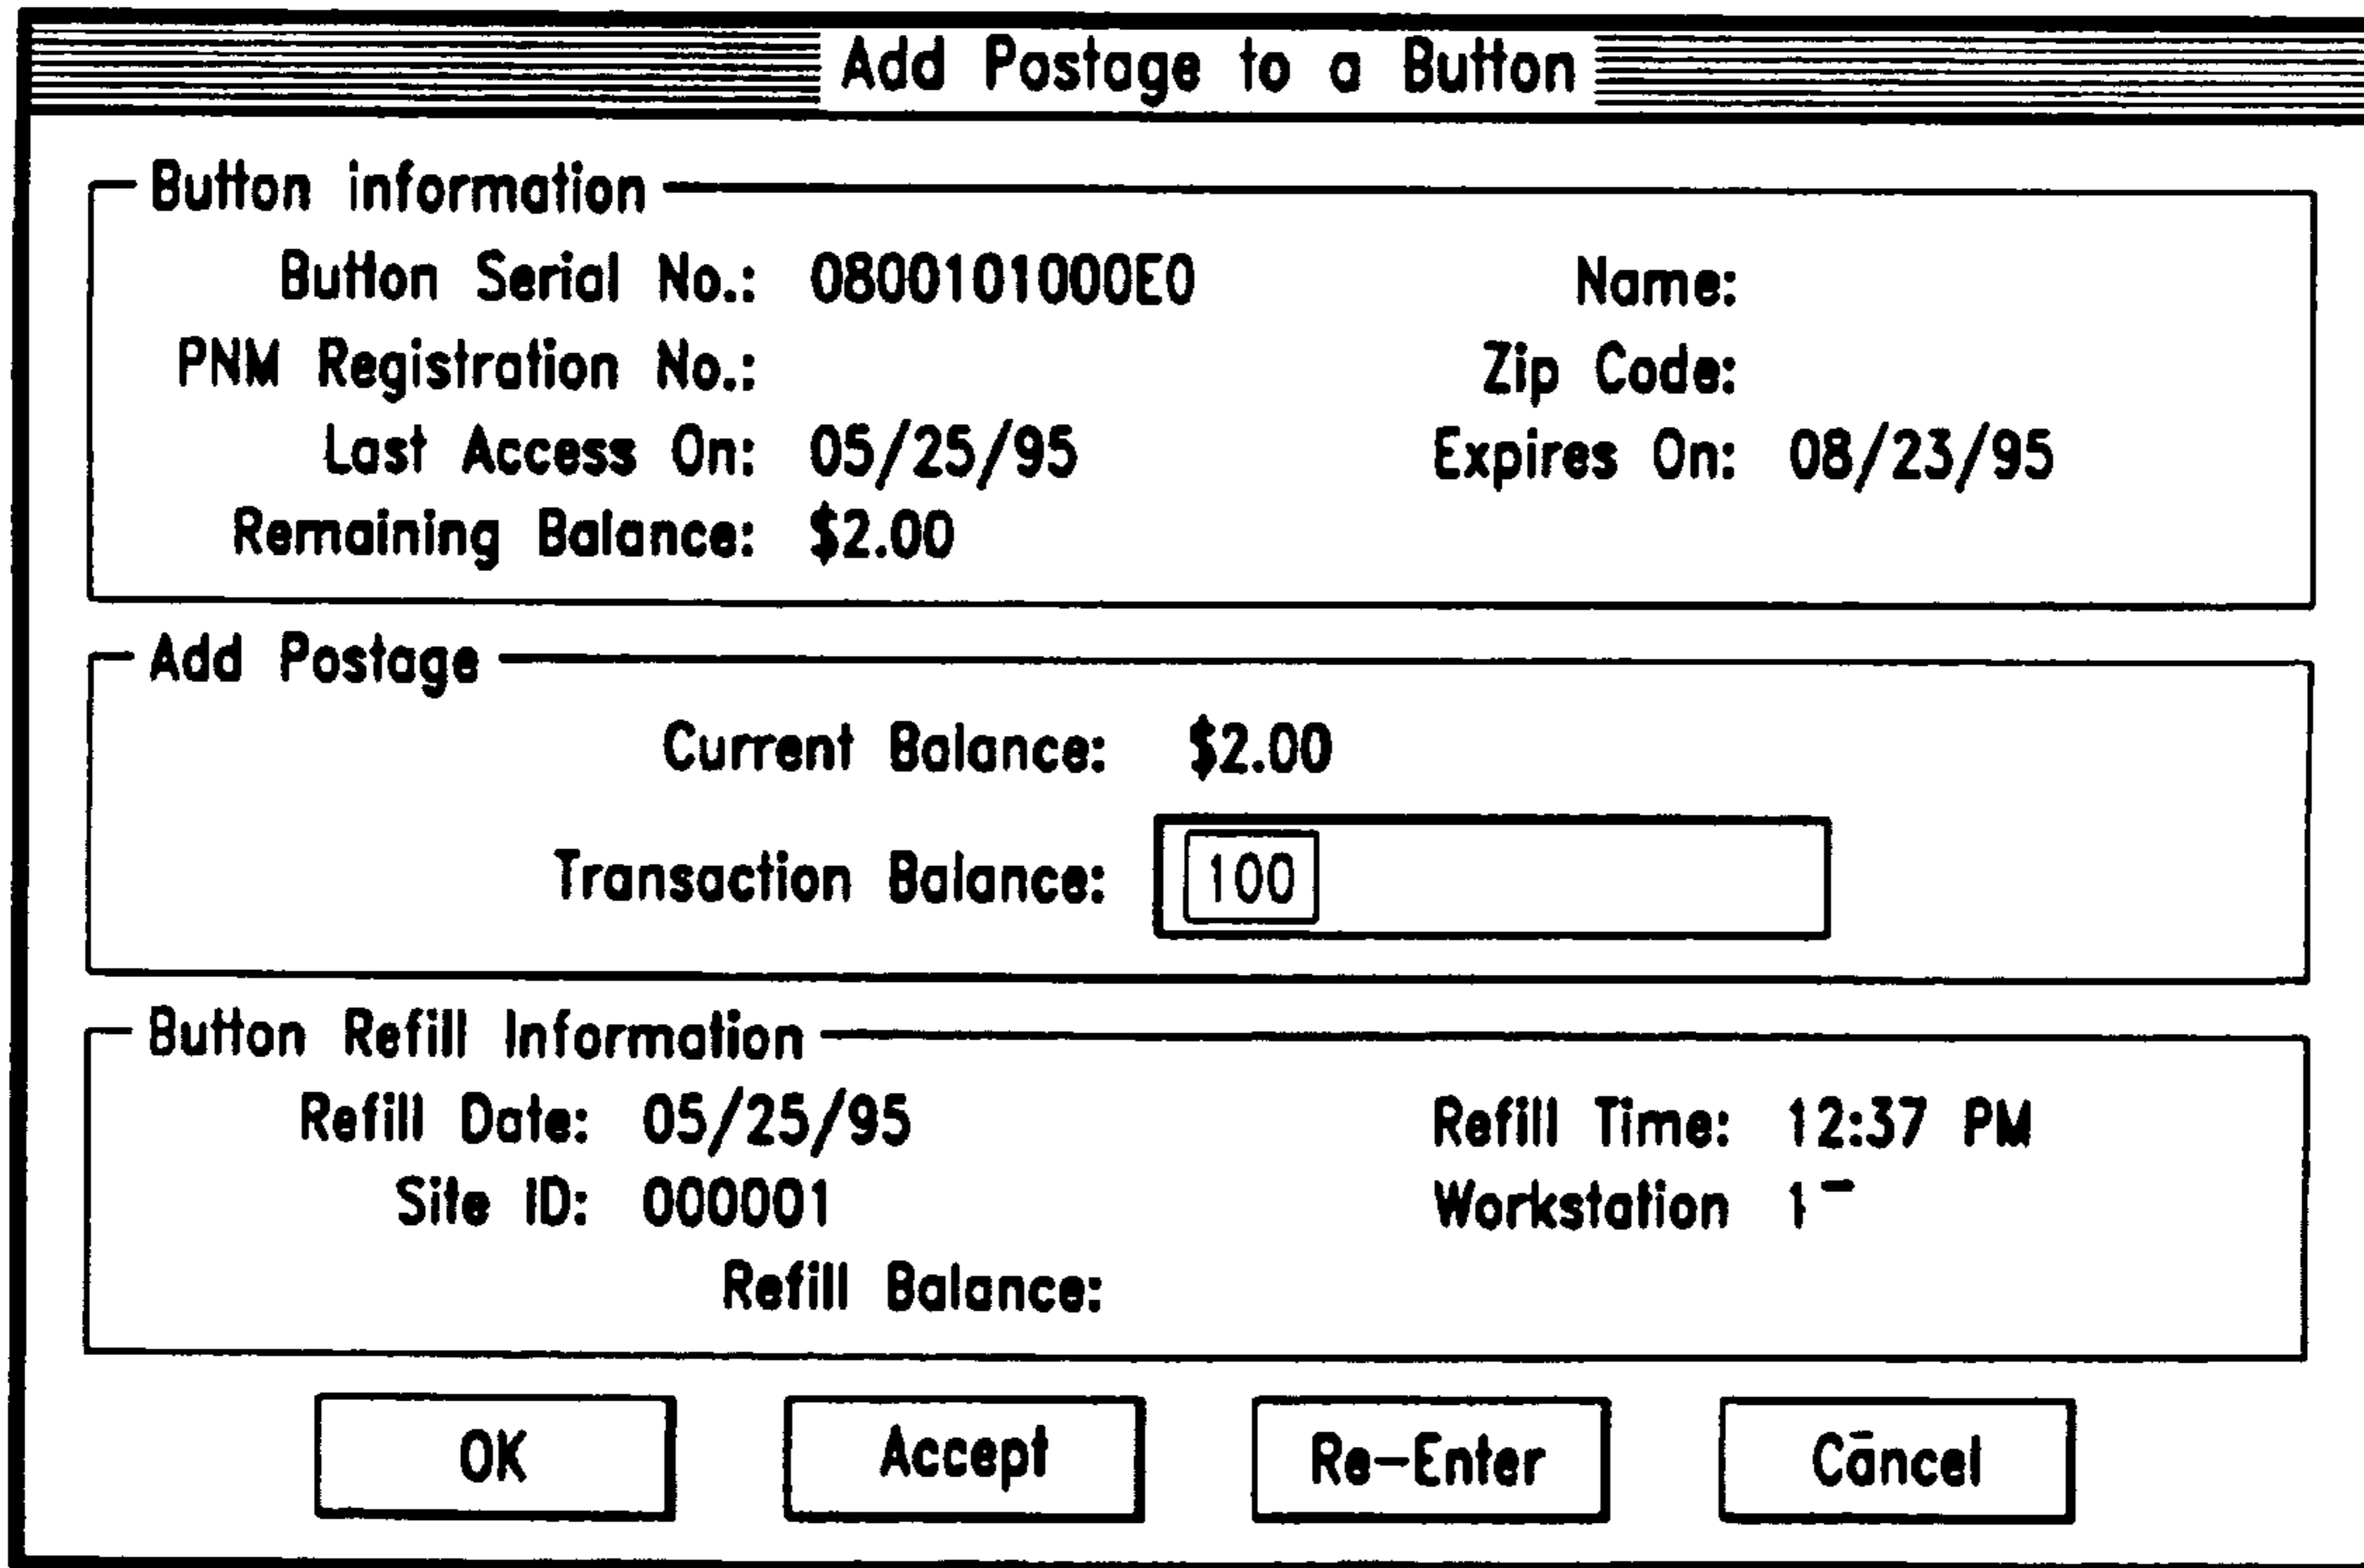 Add Postage to a Button
Button information
Button Serial No.: 0800101000E0 Name:
PNM Registration No.: Zip Code:
Last Access On: 05/25/95 Expires On: 08/23/95
Remaining Balance: $2.00
Add Postage
Current Balance: $2.00
Transaction Balance: 100
Button Refill Information
Refill Date: 05/25/95 Refill Time: 12:37 PM
Site ID: 000001 Workstation 1
Refill Balance:
OK Accept Re-Enter Cancel